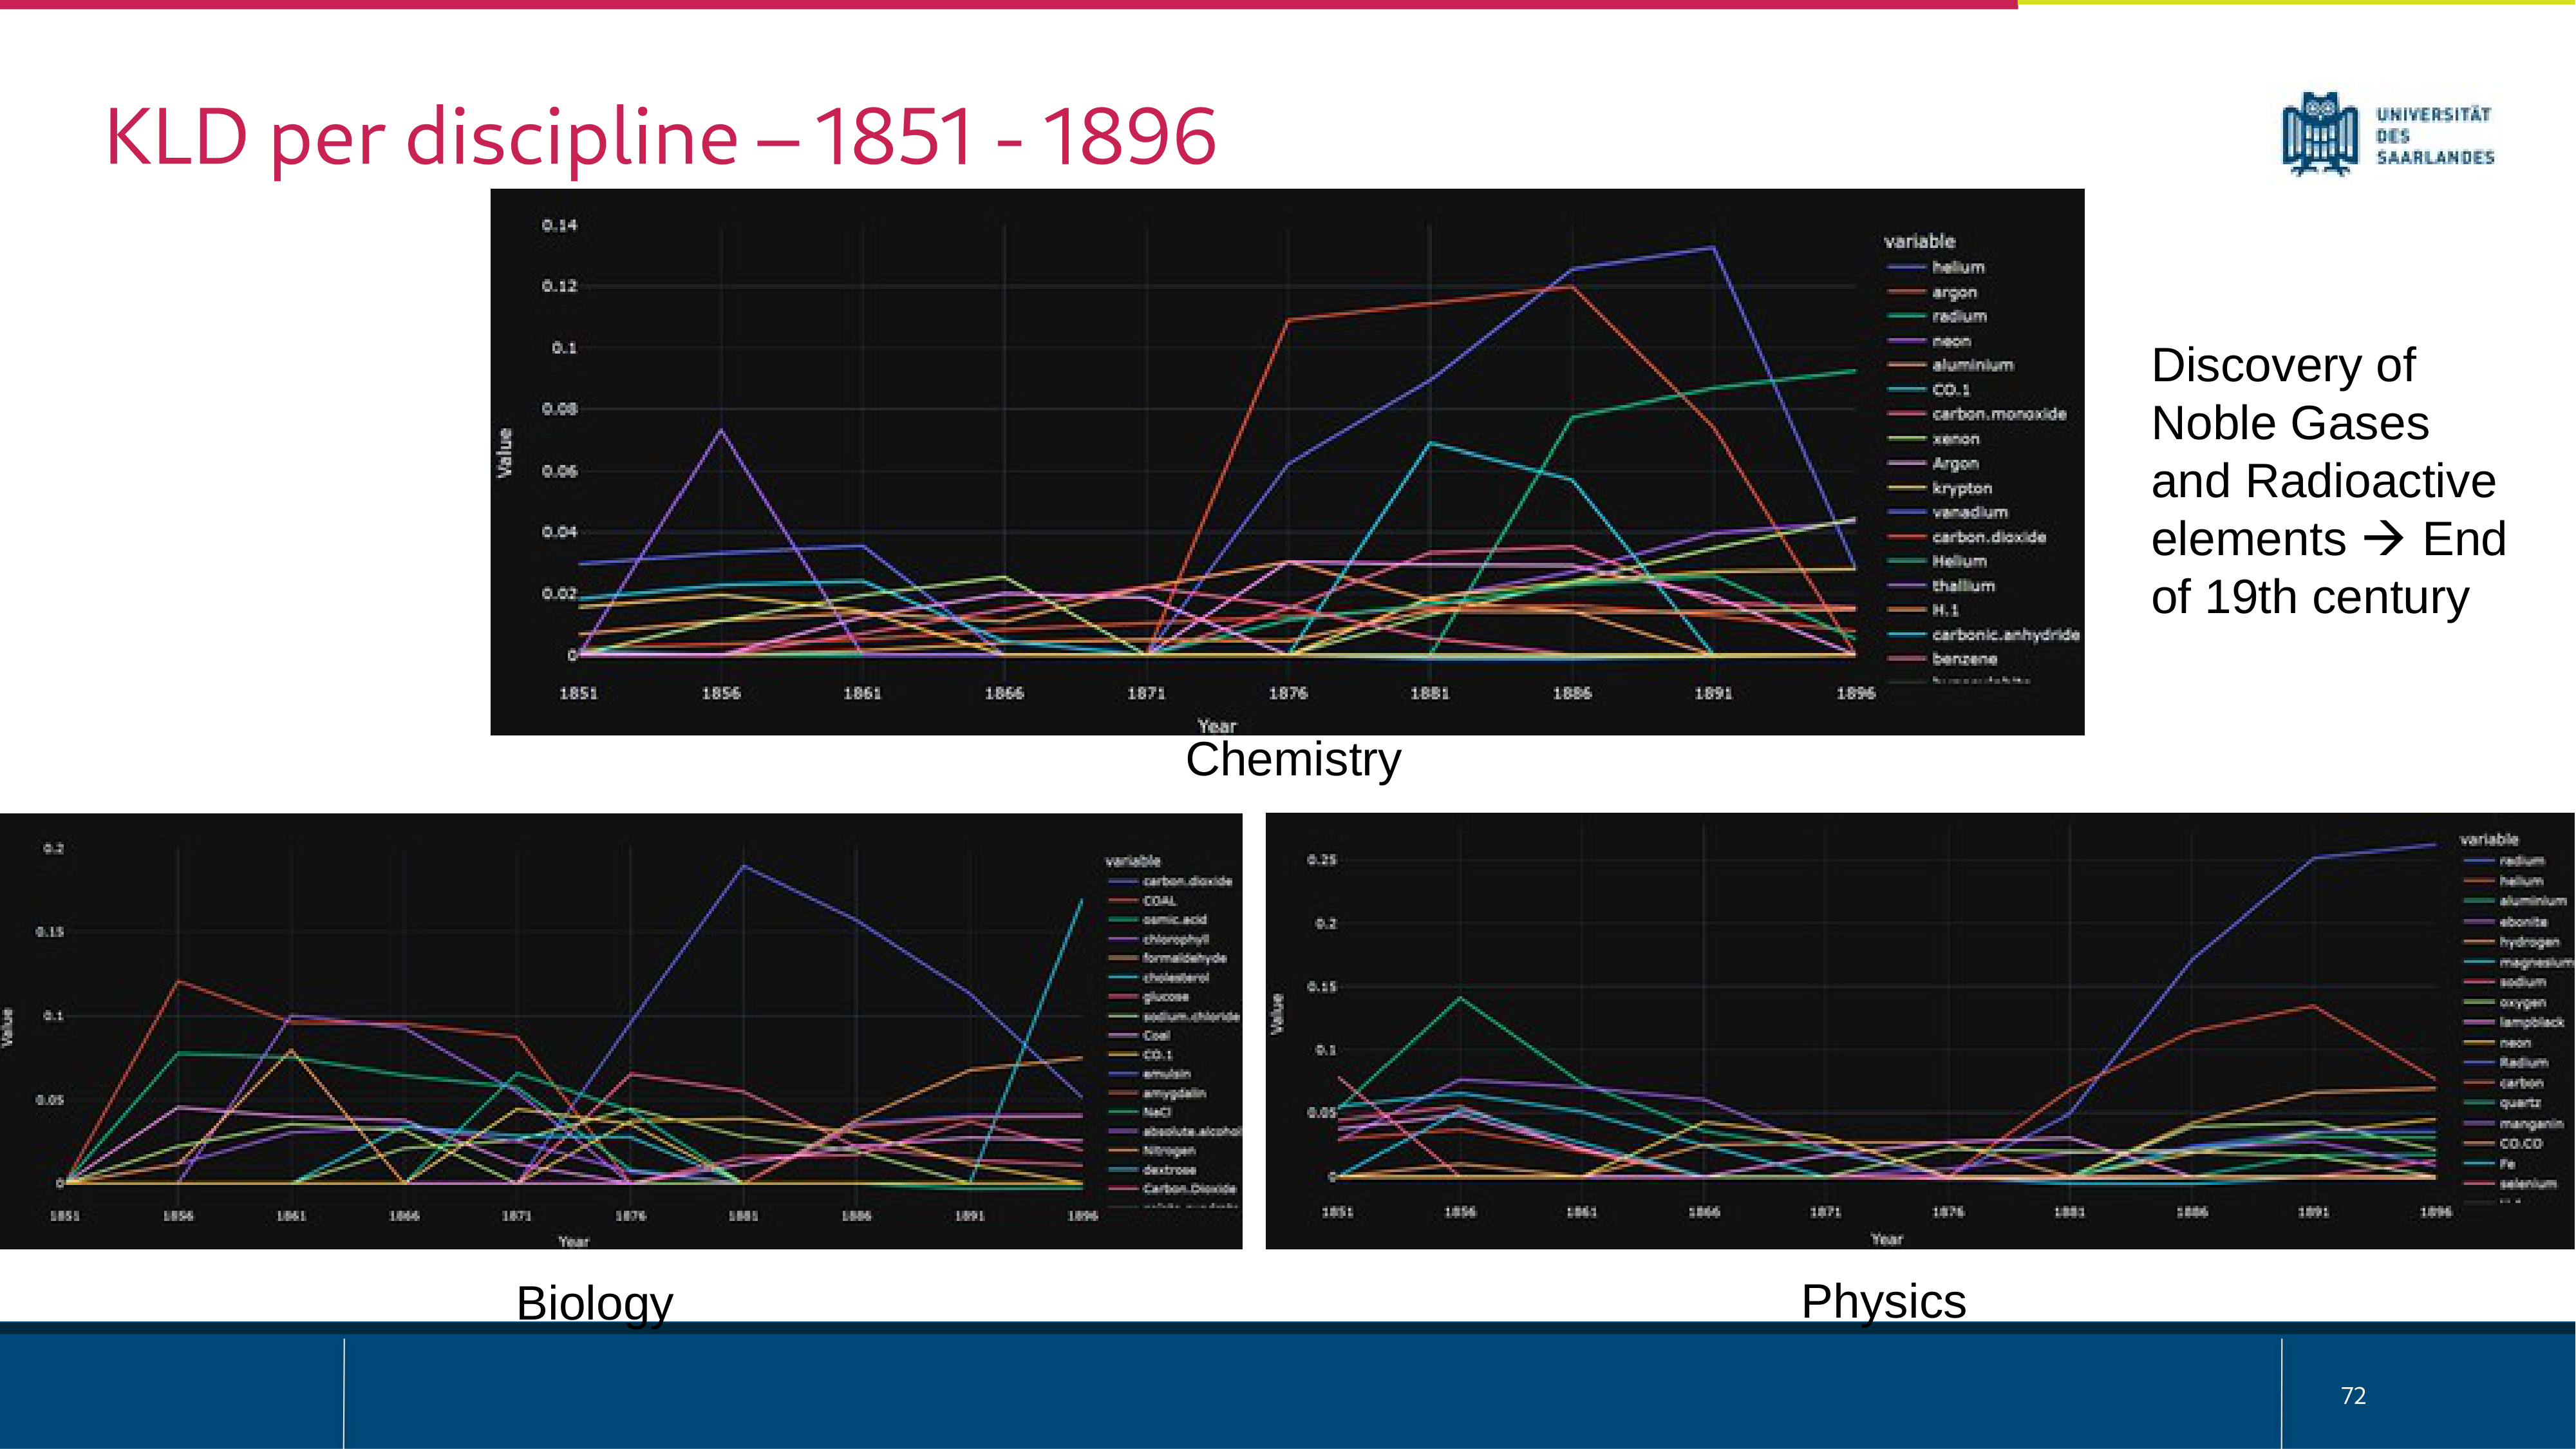 KLD per discipline – 1851 - 1896
UNIVERSITÄT
DES
SAARLANDES
0.14
0.12
0.1
0.08
0.06
0.04
0.02
0
Value
1851 1856 1861 1866 1871 1876 1881 1886 1891 1896
Year
variable
helium
argon
radium
neon
aluminium
CO.1
carbon.monoxide
xenon
Argon
krypton
vanadium
carbon.dioxide
Helium
thallium
H.1
carbonic.anhydride
benzene
Chemistry
Discovery of
Noble Gases
and Radioactive
elements → End
of 19th century
0.2
0.15
0.1
0.05
0
Value
1851 1856 1861 1866 1871 1876 1881 1886 1891 1896
Year
variable
carbon.dioxide
COAL
osmic.acid
chlorophyll
formaldehyde
cholesterol
glucose
sodium.chloride
Coal
CO.1
emulsin
amygdalin
NaCl
absolute.alcohol
Nitrogen
dextrose
Carbon.Dioxide
Biology
0.25
0.2
0.15
0.1
0.05
0
Value
1851 1856 1861 1866 1871 1876 1881 1886 1891 1896
Year
variable
radium
helium
aluminium
ebonite
hydrogen
magnesium
sodium
oxygen
lampblack
neon
Radium
carbon
quartz
manganin
CO.CO
Fe
selenium
Physics
72